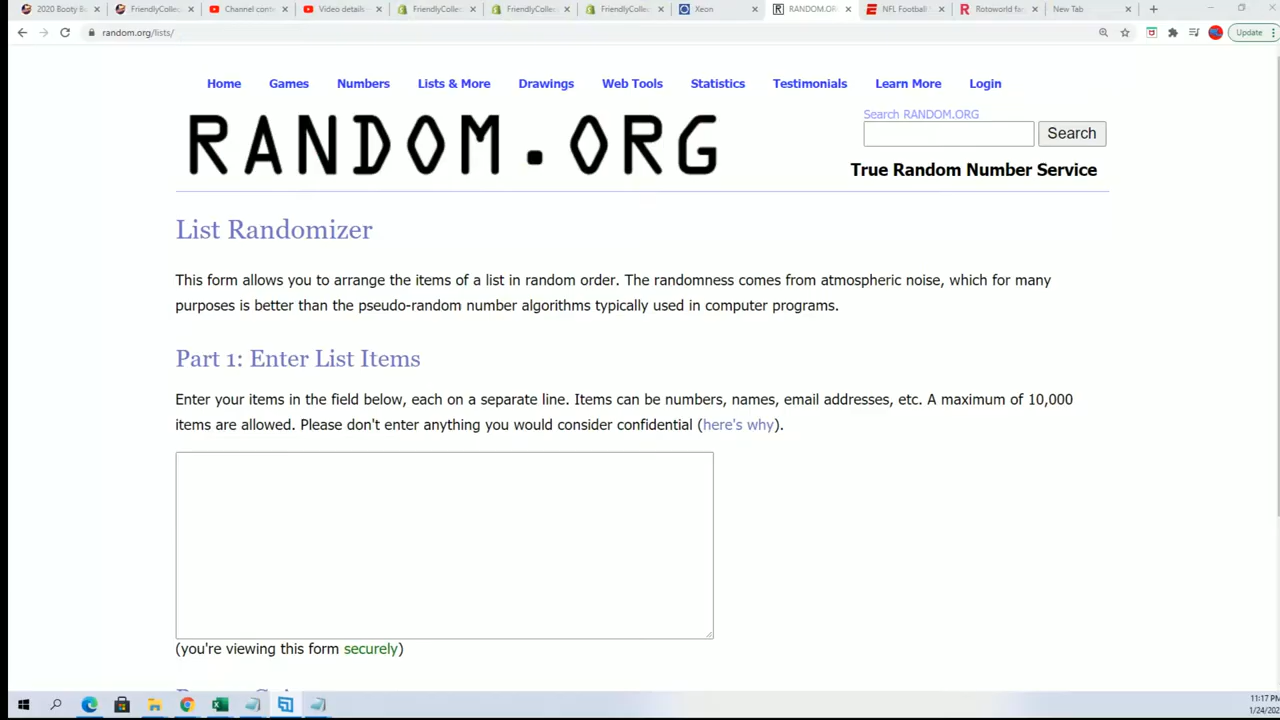 2020 Booty B
FriendlyCollec
Channel conte
Video details
FriendlyCollec
FriendlyCollec
FriendlyCollec
Xeon
RANDOM.OR
NFL Football
Rotoworld fan
New Tab
random.org/lists/
Update
Home Games Numbers Lists & More Drawings Web Tools Statistics Testimonials Learn More Login
RANDOM.ORG
Search RANDOM.ORG
Search
True Random Number Service
List Randomizer
This form allows you to arrange the items of a list in random order. The randomness comes from atmospheric noise, which for many
purposes is better than the pseudo-random number algorithms typically used in computer programs.
Part 1: Enter List Items
Enter your items in the field below, each on a separate line. Items can be numbers, names, email addresses, etc. A maximum of 10,000
items are allowed. Please don't enter anything you would consider confidential (here's why).
(you're viewing this form securely)
11:17 PM
1/24/202